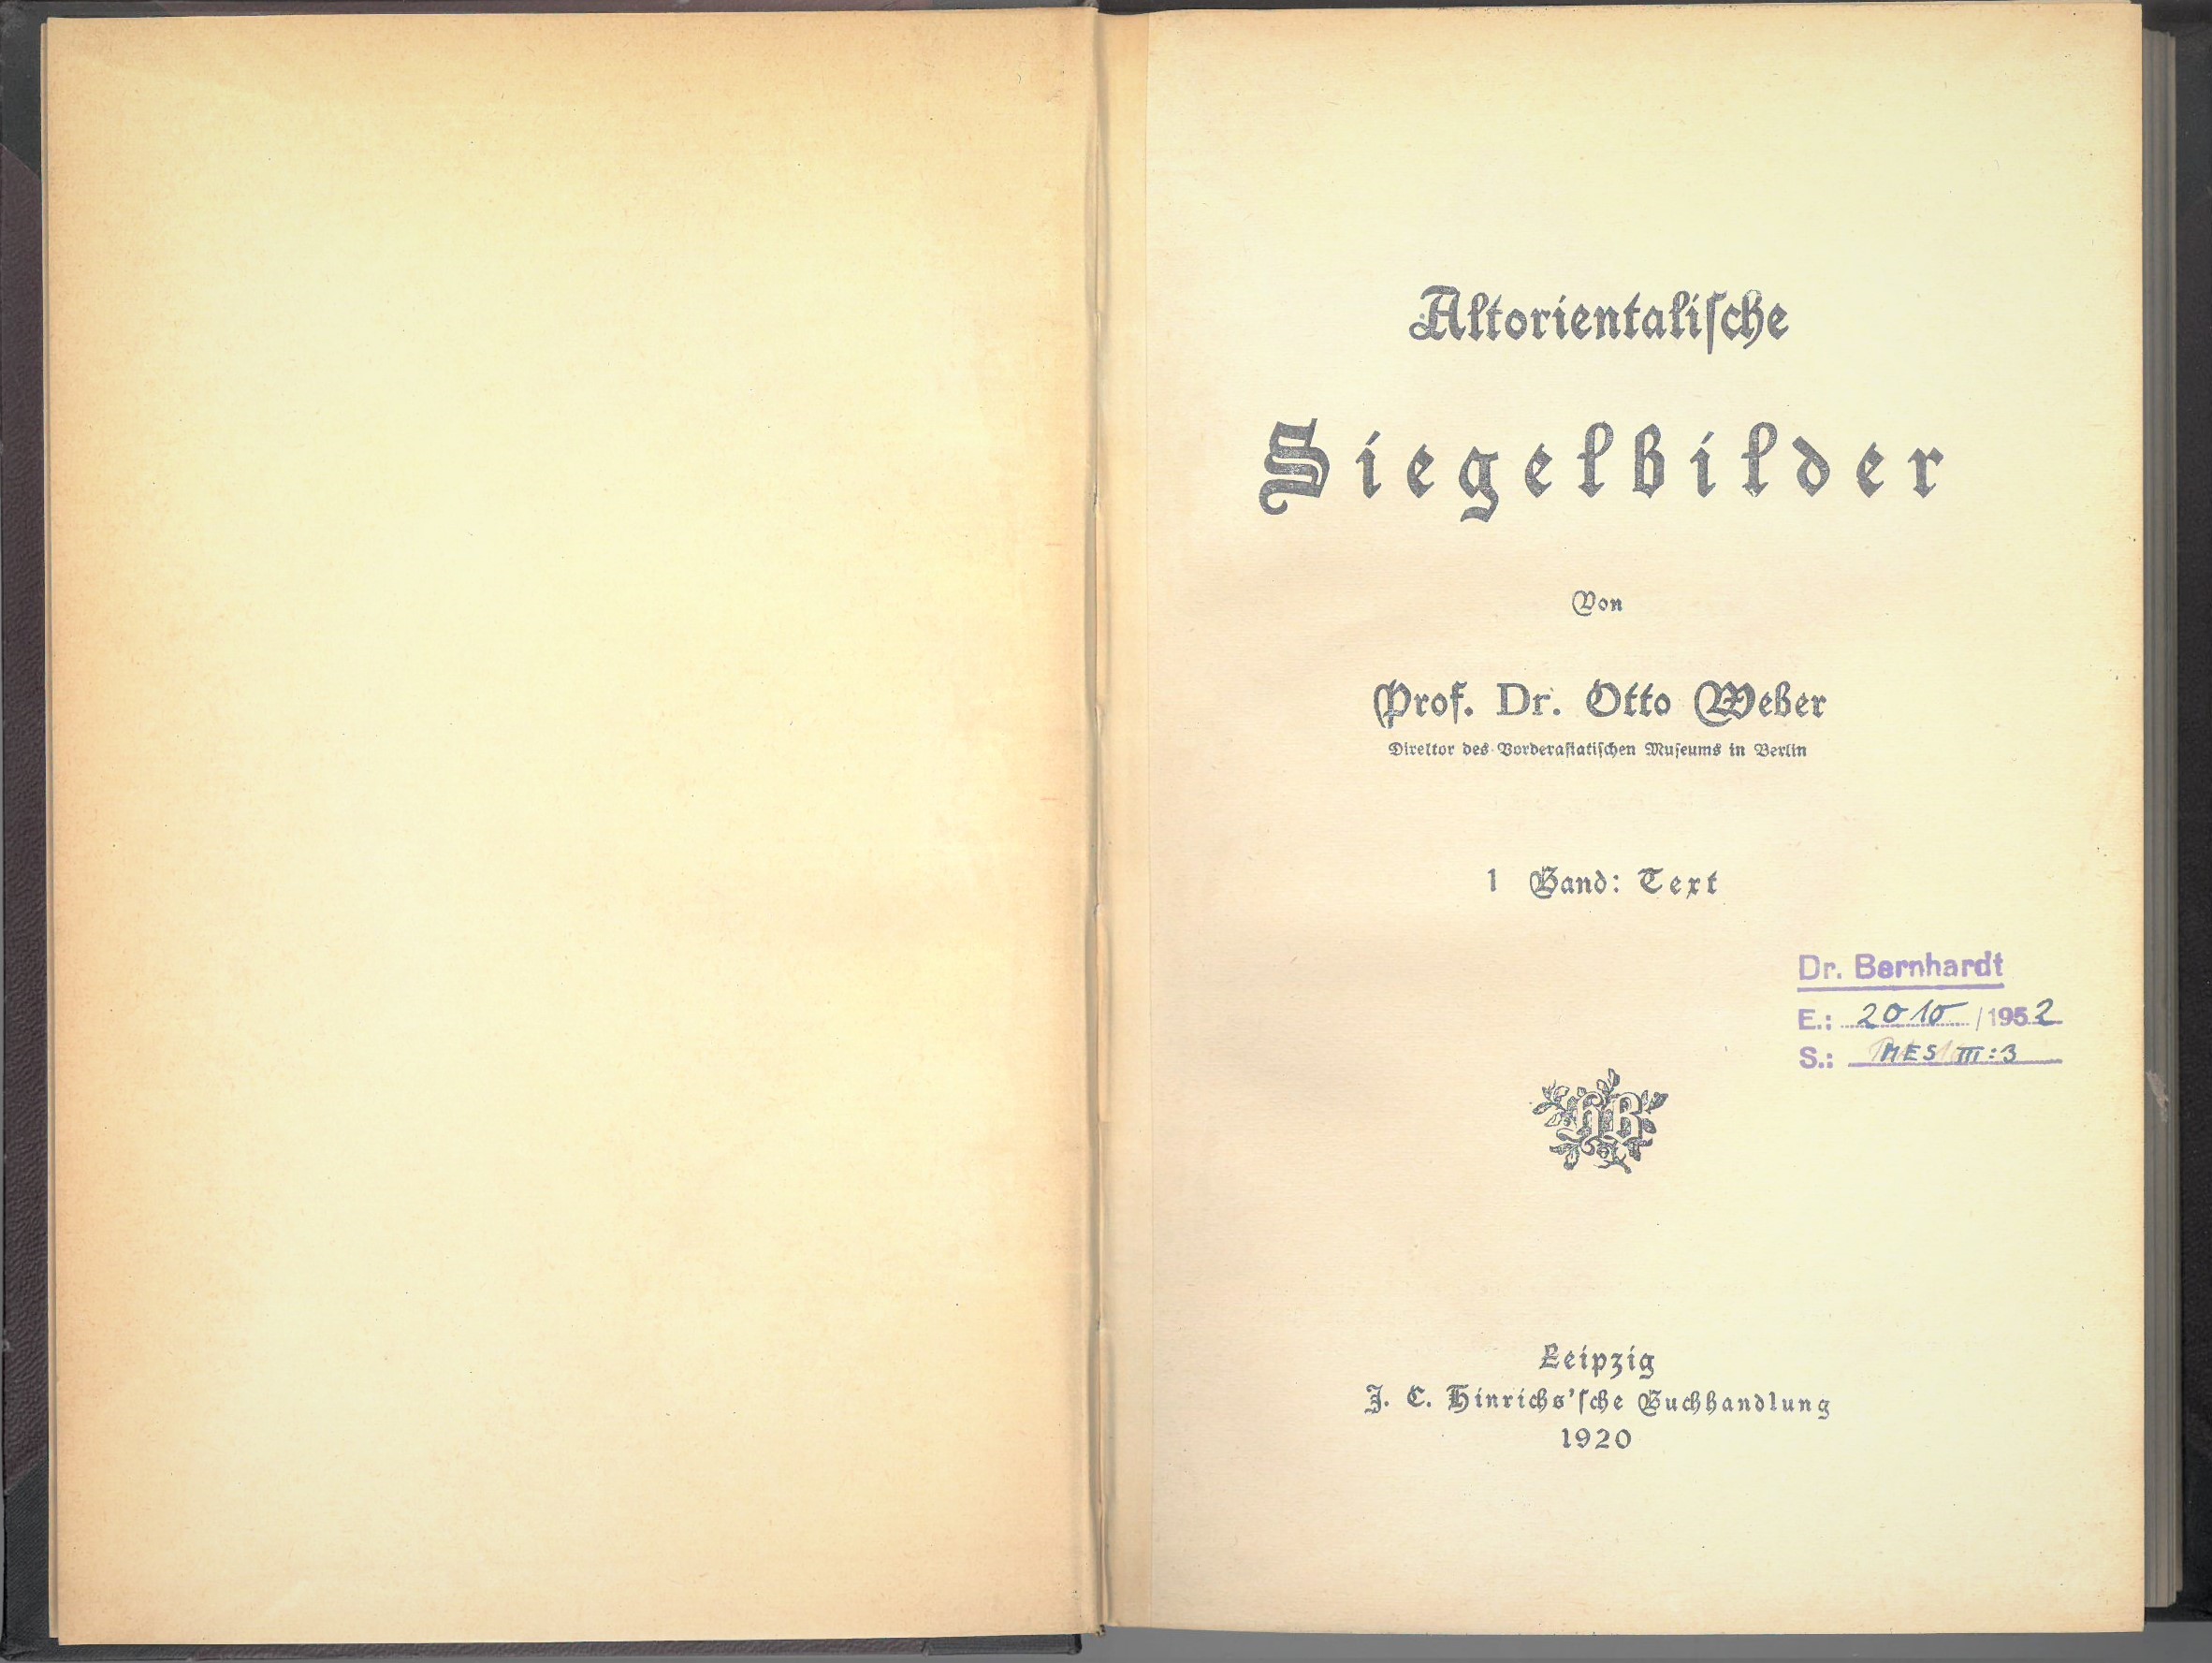 Altorientaliſche
Siegelbilder
Von
Prof. Dr. Otto Weber
Direktor des Vorderaſiatiſchen Muſeums in Berlin
1 Band: Text
Dr. Bernhardt
E.: 2010 /1952
S.: MES III:3
HB
Leipzig
J. C. Hinrichs'ſche Buchhandlung
1920